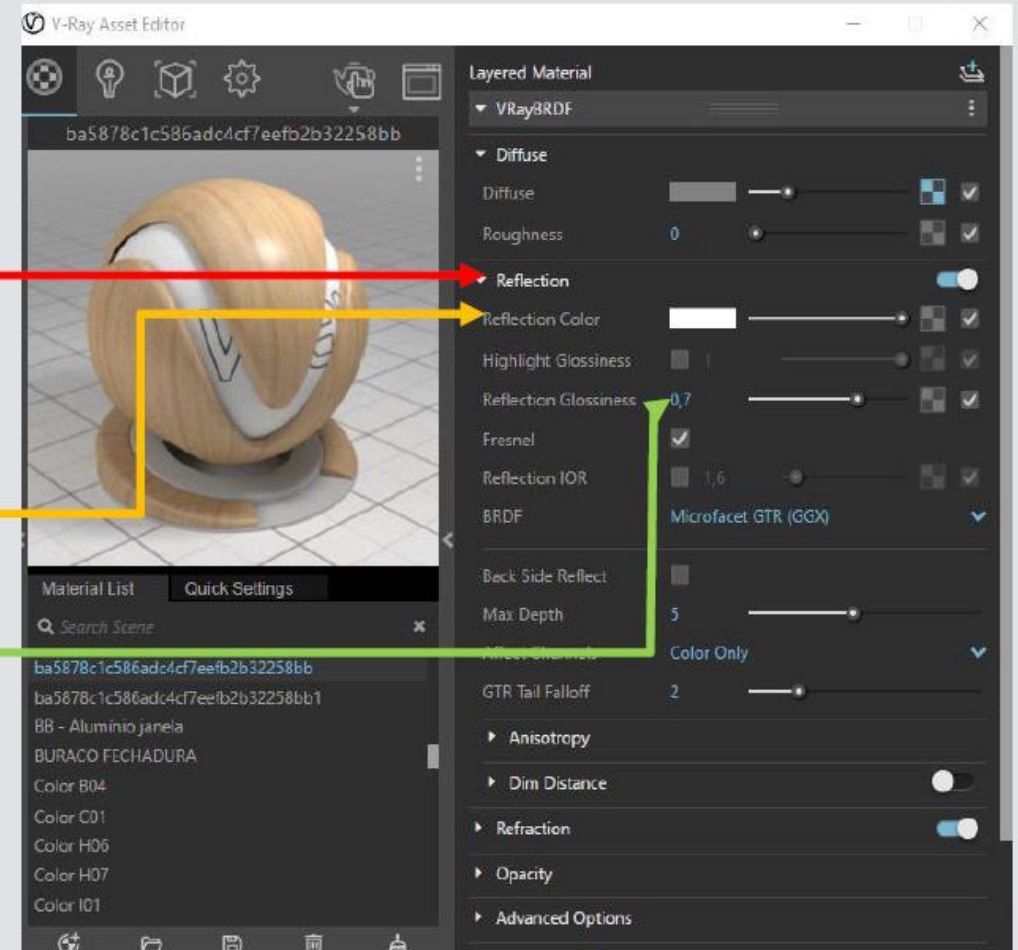 V-Ray Asset Editor
ba5878c1c586adc4cf7eefb2b32258bb
Material List Quick Settings
Search Scene
ba5878c1c586adc4cf7eefb2b32258bb
ba5878c1c586adc4cf7eefb2b32258bb1
BB - Alumínio janela
BURACO FECHADURA
Color B04
Color C01
Color H06
Color H07
Color I01
Layered Material
VRayBRDF
Diffuse
Diffuse
Roughness 0
Reflection
Reflection Color
Highlight Glossiness 1
Reflection Glossiness 0,7
Fresnel
Reflection IOR 1,6
BRDF Microfacet GTR (GGX)
Back Side Reflect
Max Depth 5
Affect Channels Color Only
GTR Tail Falloff 2
Anisotropy
Dim Distance
Refraction
Opacity
Advanced Options